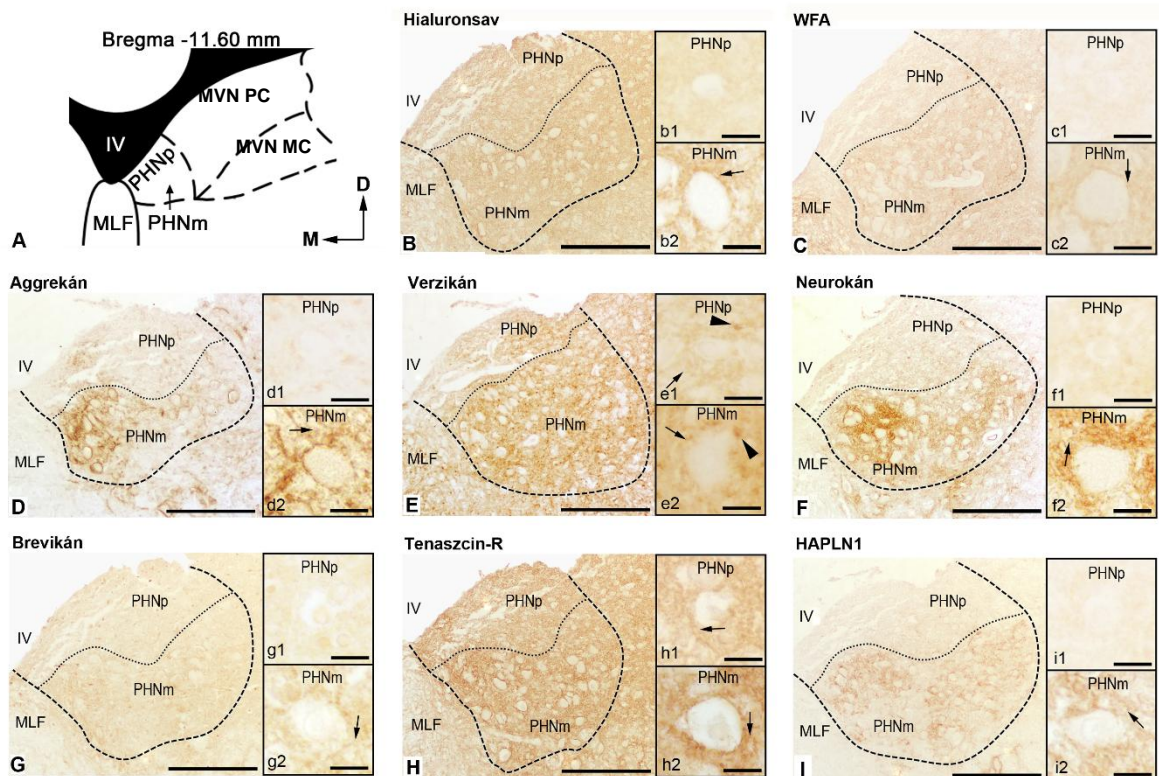 Bregma -11.60 mm
MVN PC
IV
PHNp
MVN MC
MLF
PHNm
D
M
A
Hialuronsav
PHNp
IV
MLF
PHNm
B
PHNp
b1
PHNm
b2
WFA
PHNp
IV
MLF
PHNm
C
PHNp
c1
PHNm
c2
Aggrekán
PHNp
IV
PHNm
MLF
D
PHNp
d1
PHNm
d2
Verzikán
PHNp
IV
PHNm
MLF
E
PHNp
e1
PHNm
e2
Neurokán
PHNp
IV
MLF
PHNm
F
PHNp
f1
PHNm
f2
Brevikán
PHNp
IV
PHNm
MLF
G
PHNp
g1
PHNm
g2
Tenaszcin-R
PHNp
IV
MLF
PHNm
H
PHNp
h1
PHNm
h2
HAPLN1
PHNp
IV
MLF
PHNm
I
PHNp
i1
PHNm
i2